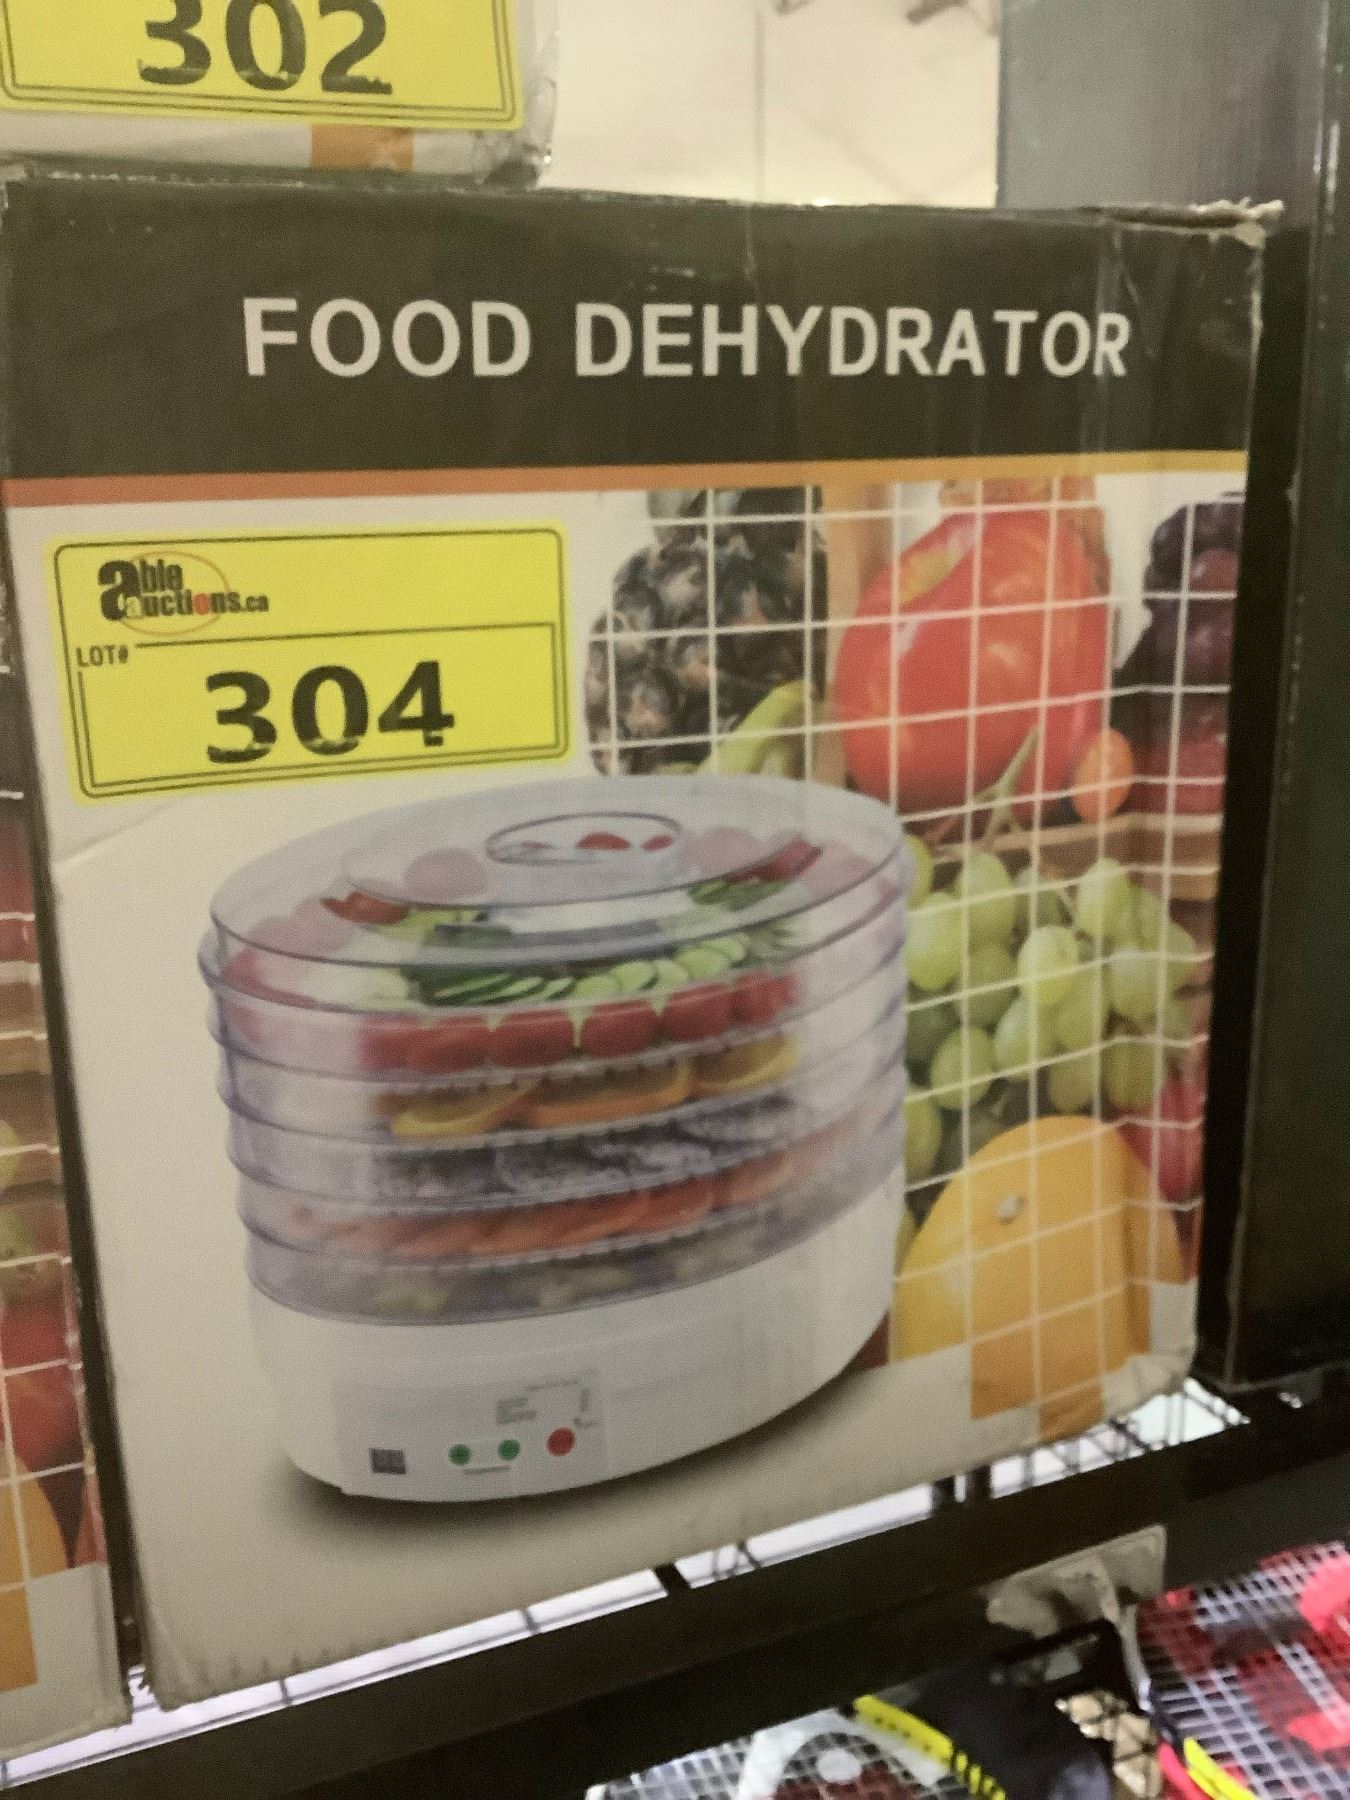 302
FOOD DEHYDRATOR
able
auctions.ca
LOT#
304